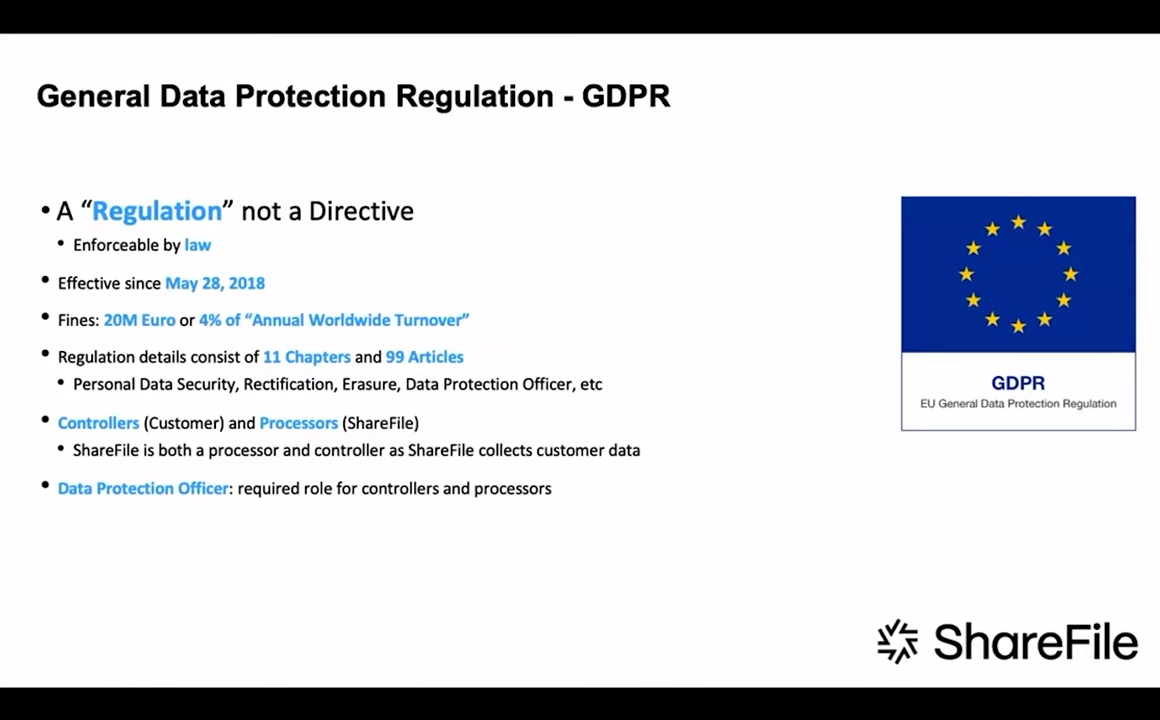 General Data Protection Regulation - GDPR
• A “Regulation” not a Directive
• Enforceable by law
• Effective since May 28, 2018
• Fines: 20M Euro or 4% of “Annual Worldwide Turnover”
• Regulation details consist of 11 Chapters and 99 Articles
• Personal Data Security, Rectification, Erasure, Data Protection Officer, etc
• Controllers (Customer) and Processors (ShareFile)
• ShareFile is both a processor and controller as ShareFile collects customer data
• Data Protection Officer: required role for controllers and processors
GDPR
EU General Data Protection Regulation
ShareFile